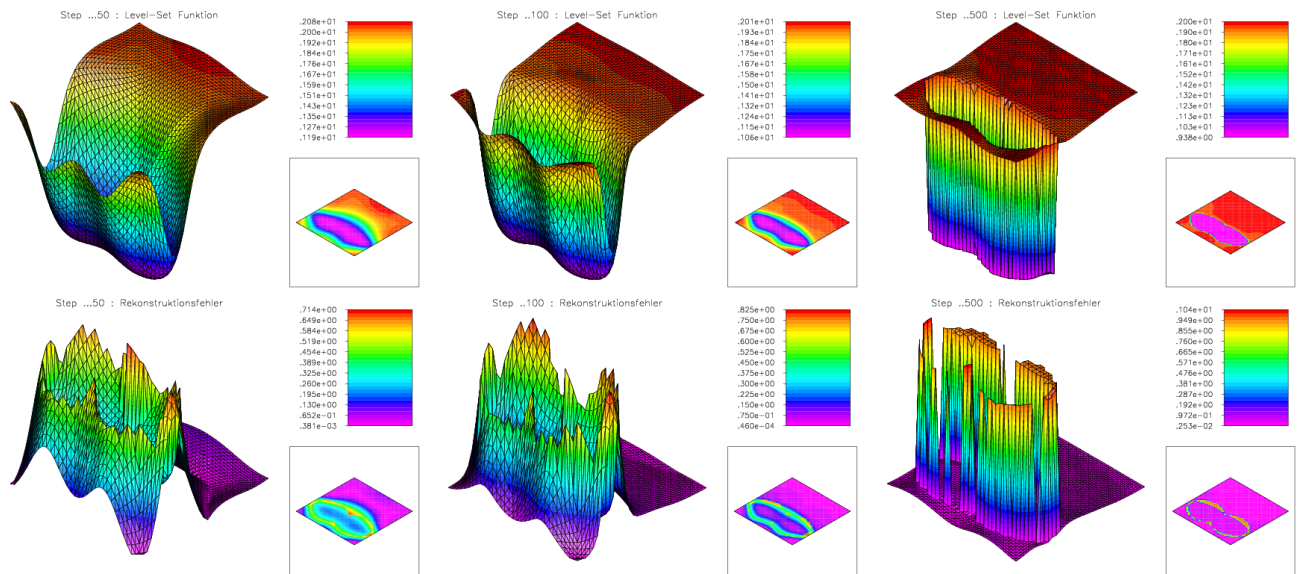 Step ...50 : Level-Set Funktion
.208e+01
.200e+01
.192e+01
.184e+01
.176e+01
.167e+01
.159e+01
.151e+01
.143e+01
.135e+01
.127e+01
.119e+01
Step ..100 : Level-Set Funktion
.201e+01
.193e+01
.184e+01
.175e+01
.167e+01
.158e+01
.149e+01
.141e+01
.132e+01
.123e+01
.115e+01
.106e+01
Step ..500 : Level-Set Funktion
.200e+01
.190e+01
.180e+01
.171e+01
.161e+01
.151e+01
.142e+01
.132e+01
.123e+01
.113e+01
.103e+01
.938e+00
Step ...50 : Rekonstruktionsfehler
.714e+00
.649e+00
.584e+00
.519e+00
.454e+00
.390e+00
.325e+00
.260e+00
.195e+00
.130e+00
.652e-01
.381e-03
Step ..100 : Rekonstruktionsfehler
.825e+00
.750e+00
.675e+00
.600e+00
.525e+00
.450e+00
.375e+00
.300e+00
.225e+00
.150e+00
.750e-01
.460e-04
Step ..500 : Rekonstruktionsfehler
.104e+01
.949e+00
.855e+00
.760e+00
.665e+00
.571e+00
.476e+00
.381e+00
.287e+00
.192e+00
.972e-01
.253e-02